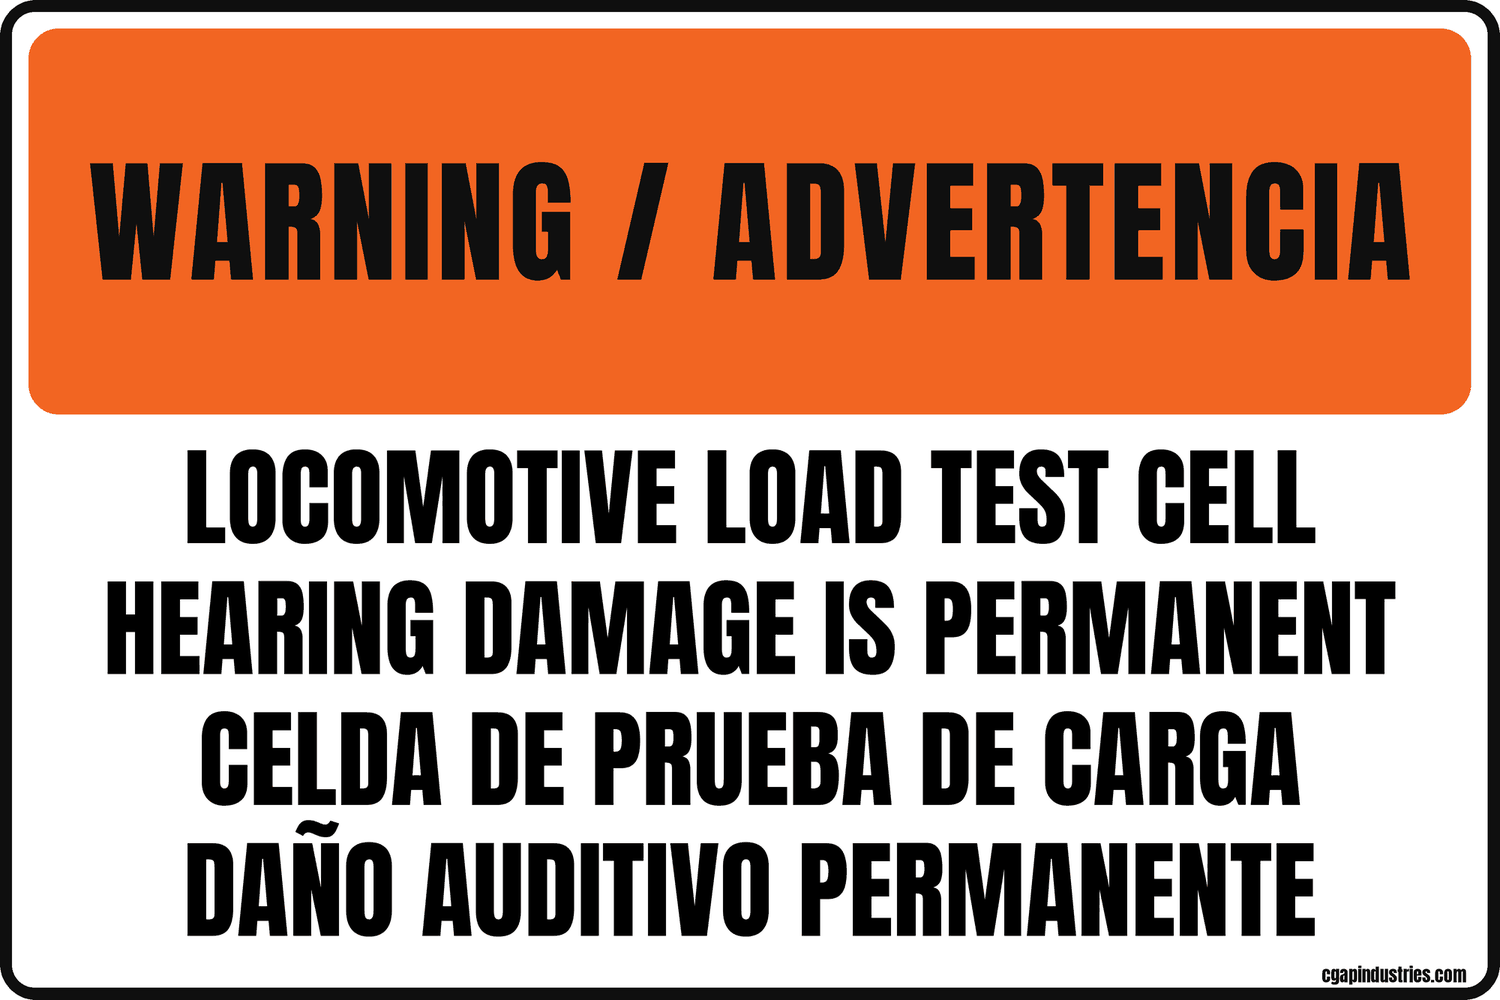 WARNING / ADVERTENCIA
LOCOMOTIVE LOAD TEST CELL
HEARING DAMAGE IS PERMANENT
CELDA DE PRUEBA DE CARGA
DAÑO AUDITIVO PERMANENTE
cgapindustries.com